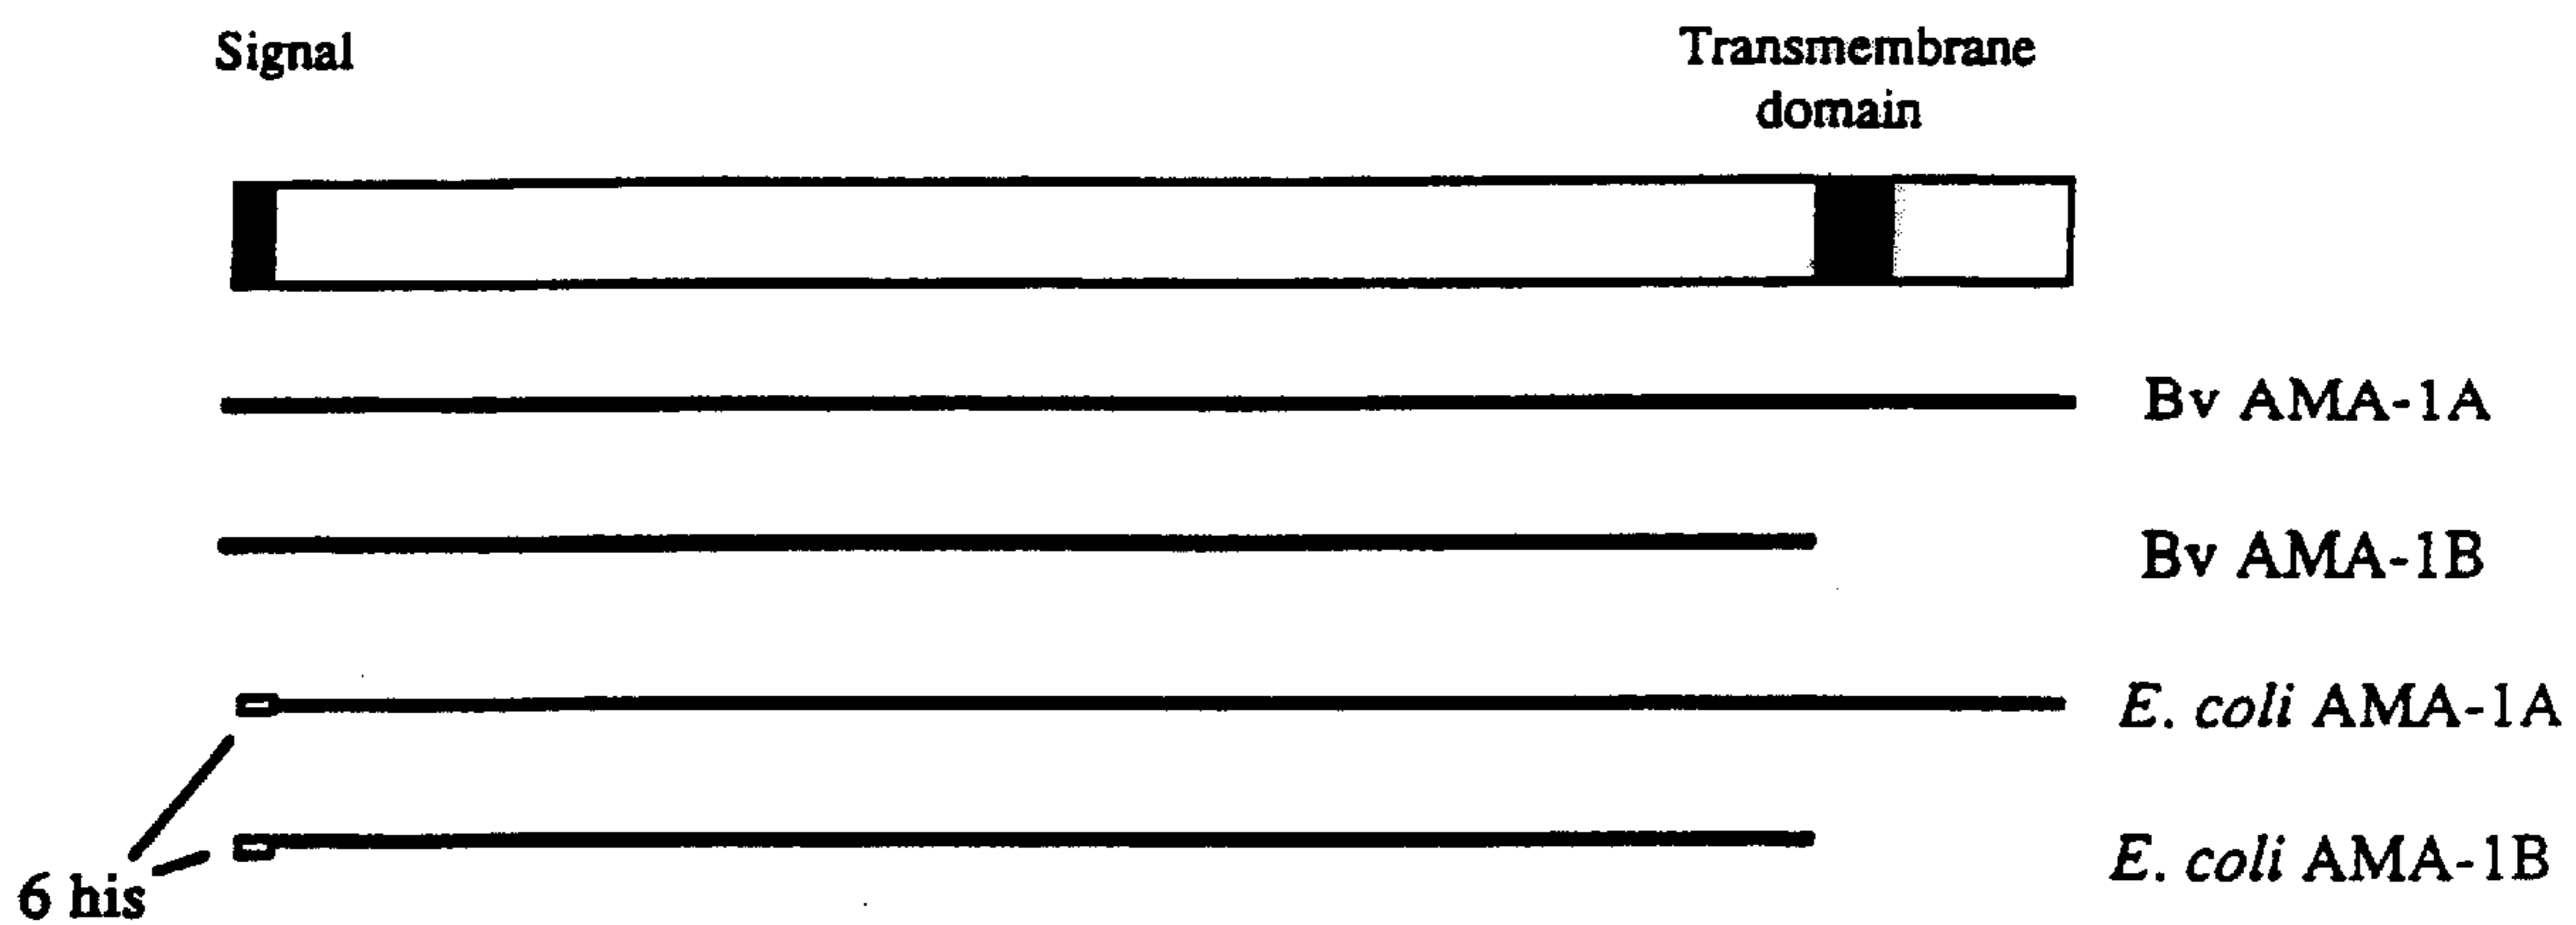 Signal
Transmembrane
domain
Bv AMA-1A
Bv AMA-1B
E. coli AMA-1A
E. coli AMA-1B
6 his